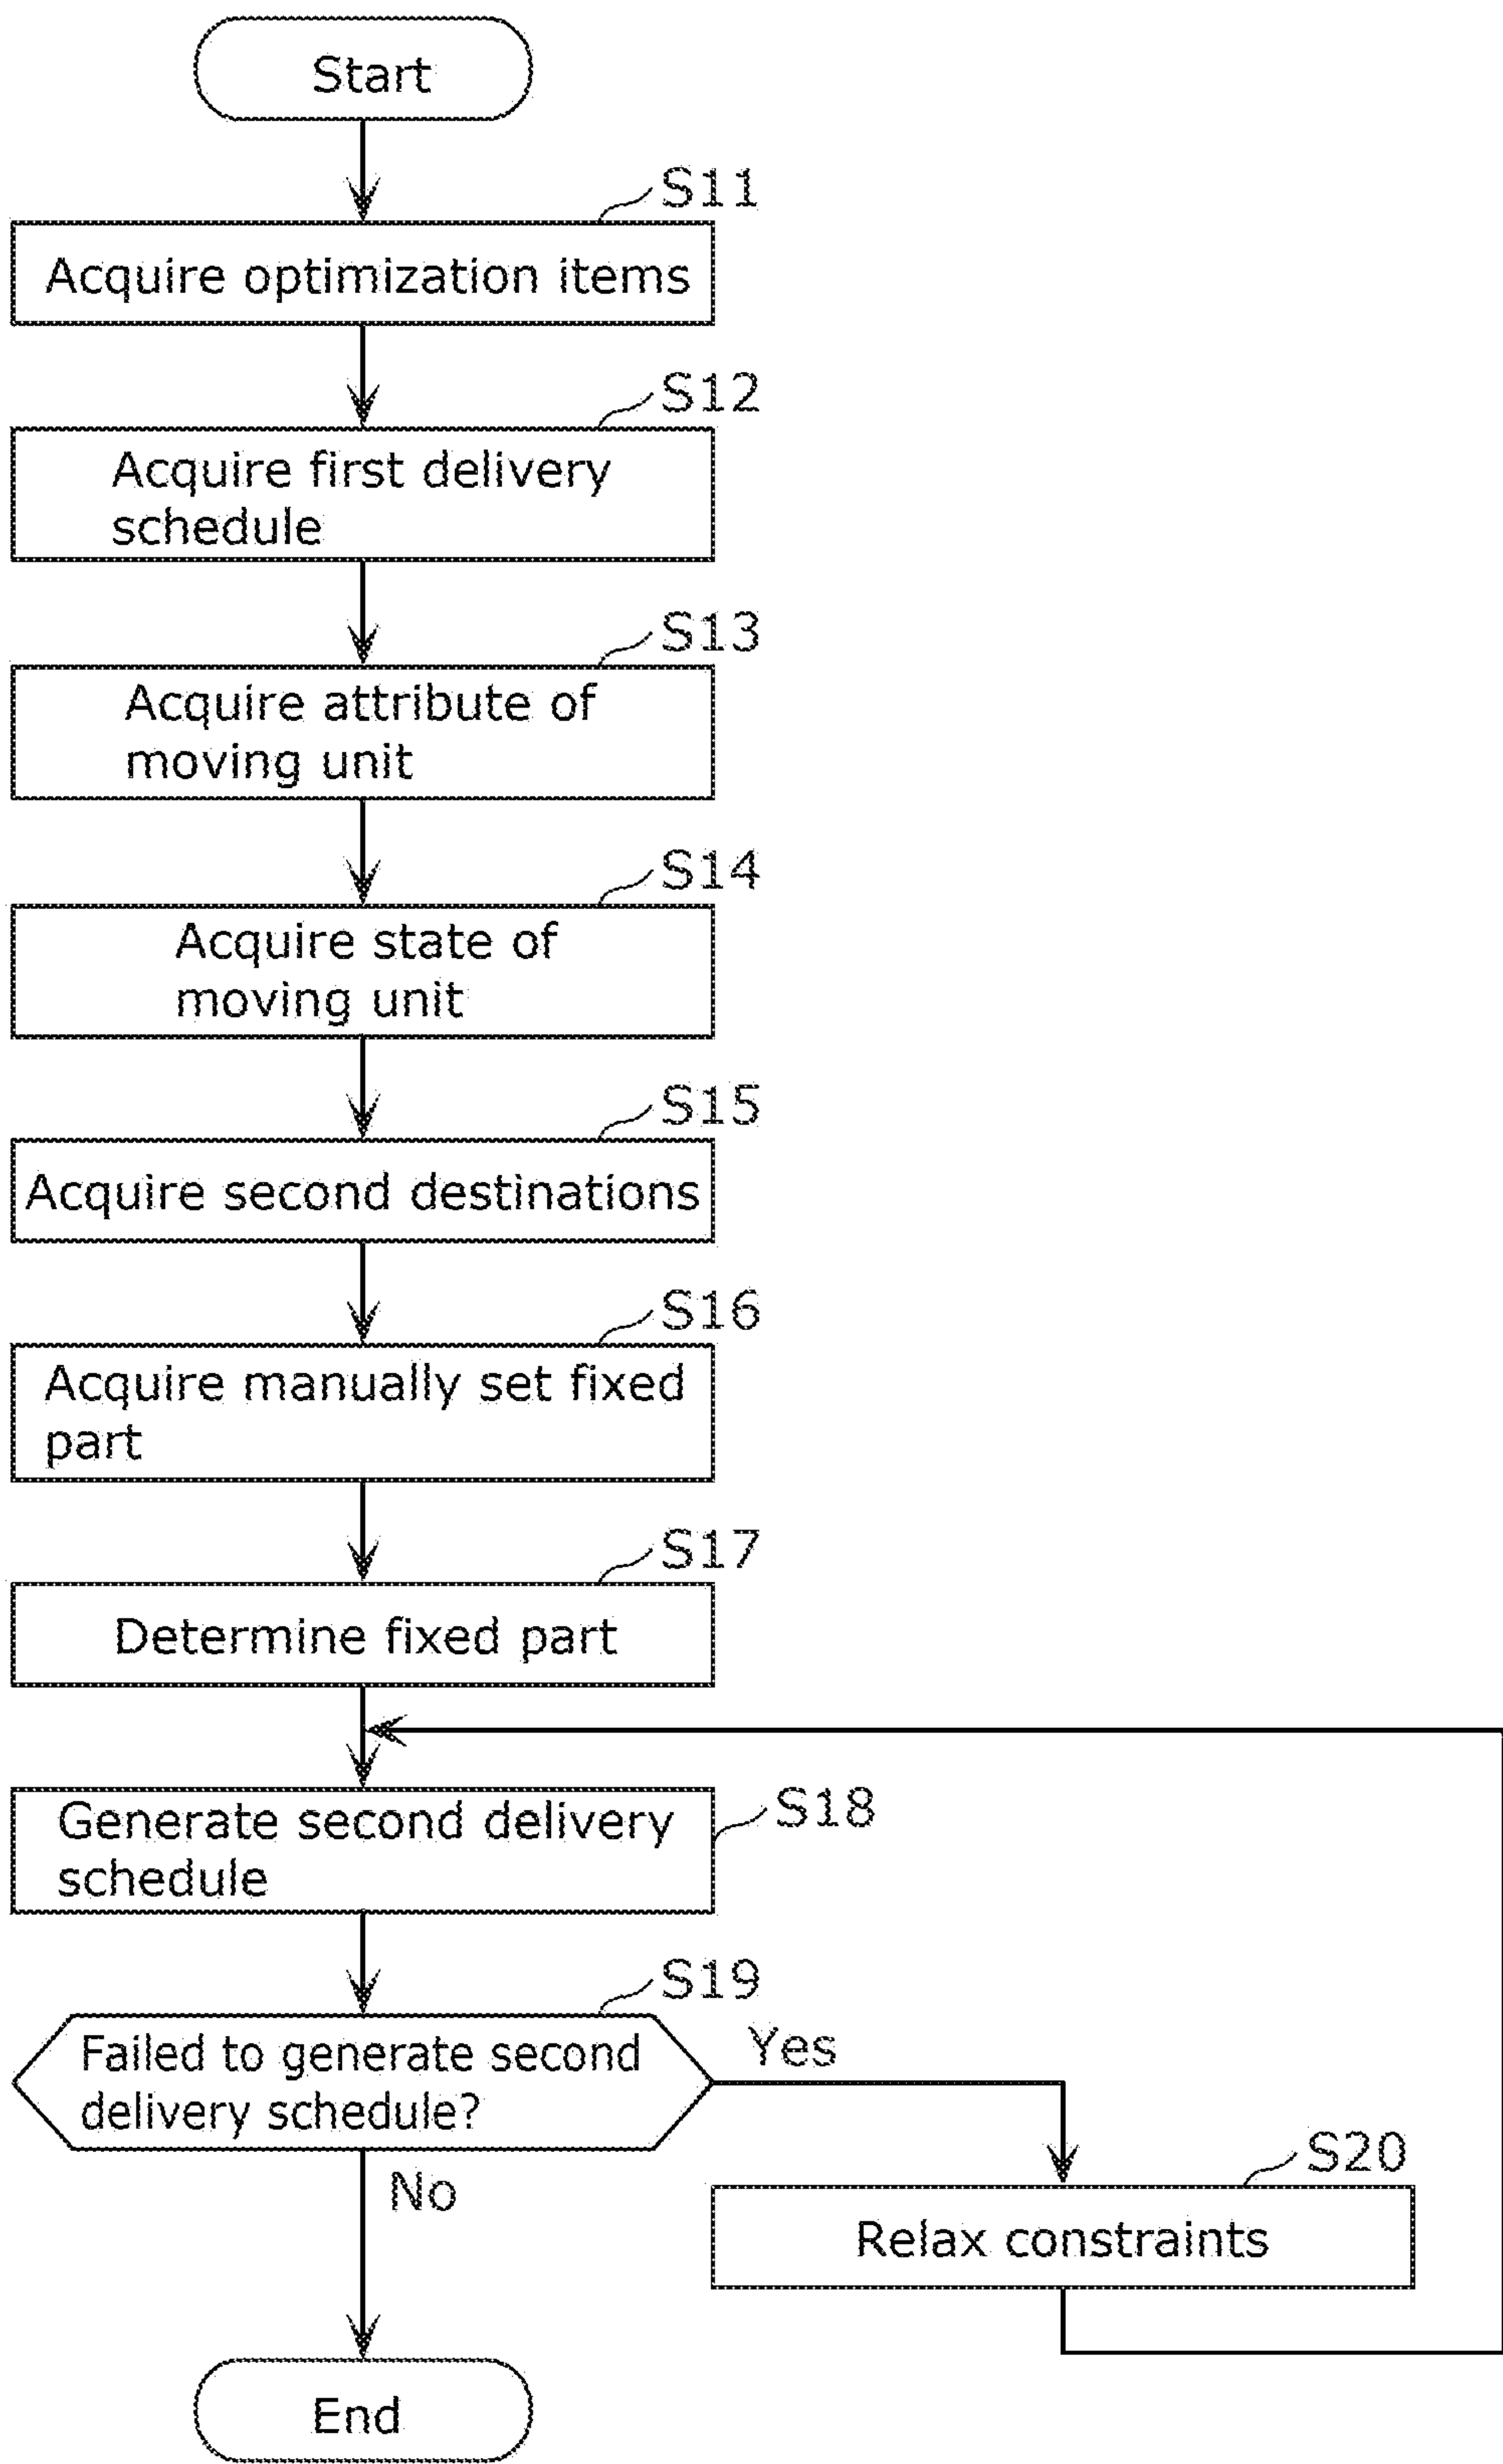 Start
S11
Acquire optimization items
S12
Acquire first delivery
schedule
S13
Acquire attribute of
moving unit
S14
Acquire state of
moving unit
S15
Acquire second destinations
S16
Acquire manually set fixed
part
S17
Determine fixed part
Generate second delivery
schedule
S18
S19
Failed to generate second
delivery schedule?
Yes
No
S20
Relax constraints
End